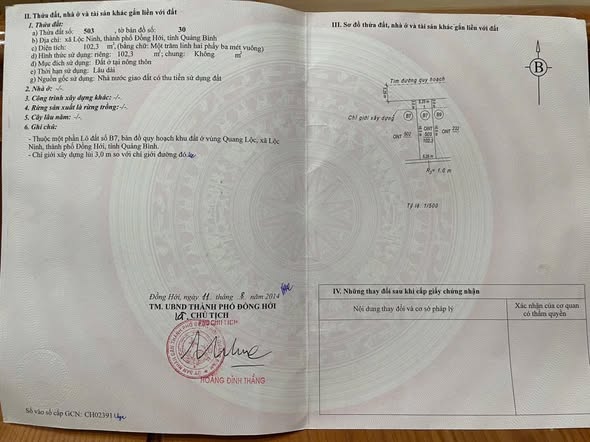 II. Thửa đất, nhà ở và tài sản khác gắn liền với đất
1. Thửa đất:
a) Thửa đất số: 503, tờ bản đồ số: 30
b) Địa chỉ: xã Lộc Ninh, thành phố Đồng Hới, tỉnh Quảng Bình
c) Diện tích: 102,3 m², (bằng chữ: Một trăm linh hai phẩy ba mét vuông)
d) Hình thức sử dụng: riêng: 102,3 m²; chung: Không m²
đ) Mục đích sử dụng: Đất ở tại nông thôn
e) Thời hạn sử dụng: Lâu dài
g) Nguồn gốc sử dụng: Nhà nước giao đất có thu tiền sử dụng đất
2. Nhà ở: -/-
3. Công trình xây dựng khác: -/-
4. Rừng sản xuất là rừng trồng: -/-
5. Cây lâu năm: -/-
6. Ghi chú:
- Thuộc một phần Lô đất số B7, bản đồ quy hoạch khu đất ở vùng Quang Lộc, xã Lộc
Ninh, thành phố Đồng Hới, tỉnh Quảng Bình.
- Chỉ giới xây dựng lùi 3,0 m so với chỉ giới đường đỏ
Đồng Hới, ngày 11 tháng 8 năm 2014
TM. UBND THÀNH PHỐ ĐỒNG HỚI
CHỦ TỊCH
PHÓ CHỦ TỊCH
HOÀNG ĐÌNH THẮNG
Số vào sổ cấp GCN: CH02391
III. Sơ đồ thửa đất, nhà ở và tài sản khác gắn liền với đất
B
Tim đường quy hoạch
Chỉ giới xây dựng
B7
B9
ONT
502
ONT
503
102,3
ONT
Tỷ lệ: 1/500
IV. Những thay đổi sau khi cấp giấy chứng nhận
Nội dung thay đổi và cơ sở pháp lý
Xác nhận của cơ quan
có thẩm quyền